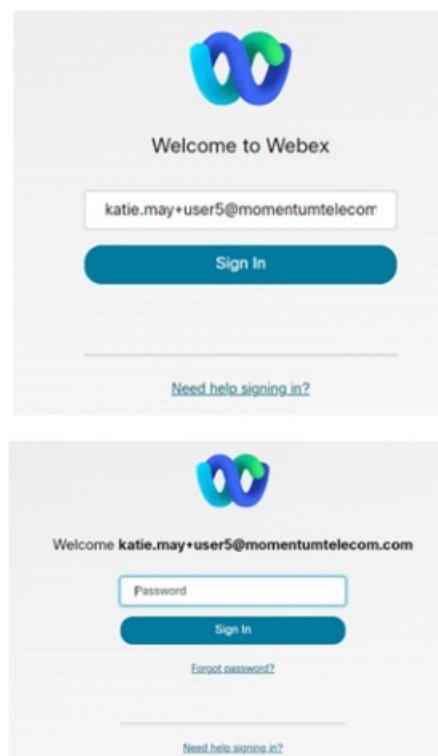 Welcome to Webex
katie.may+user5@momentumtelecom
Sign In
Need help signing in?
Welcome katie.may+user5@momentumtelecom.com
Password
Sign In
Forgot password?
Need help signing in?